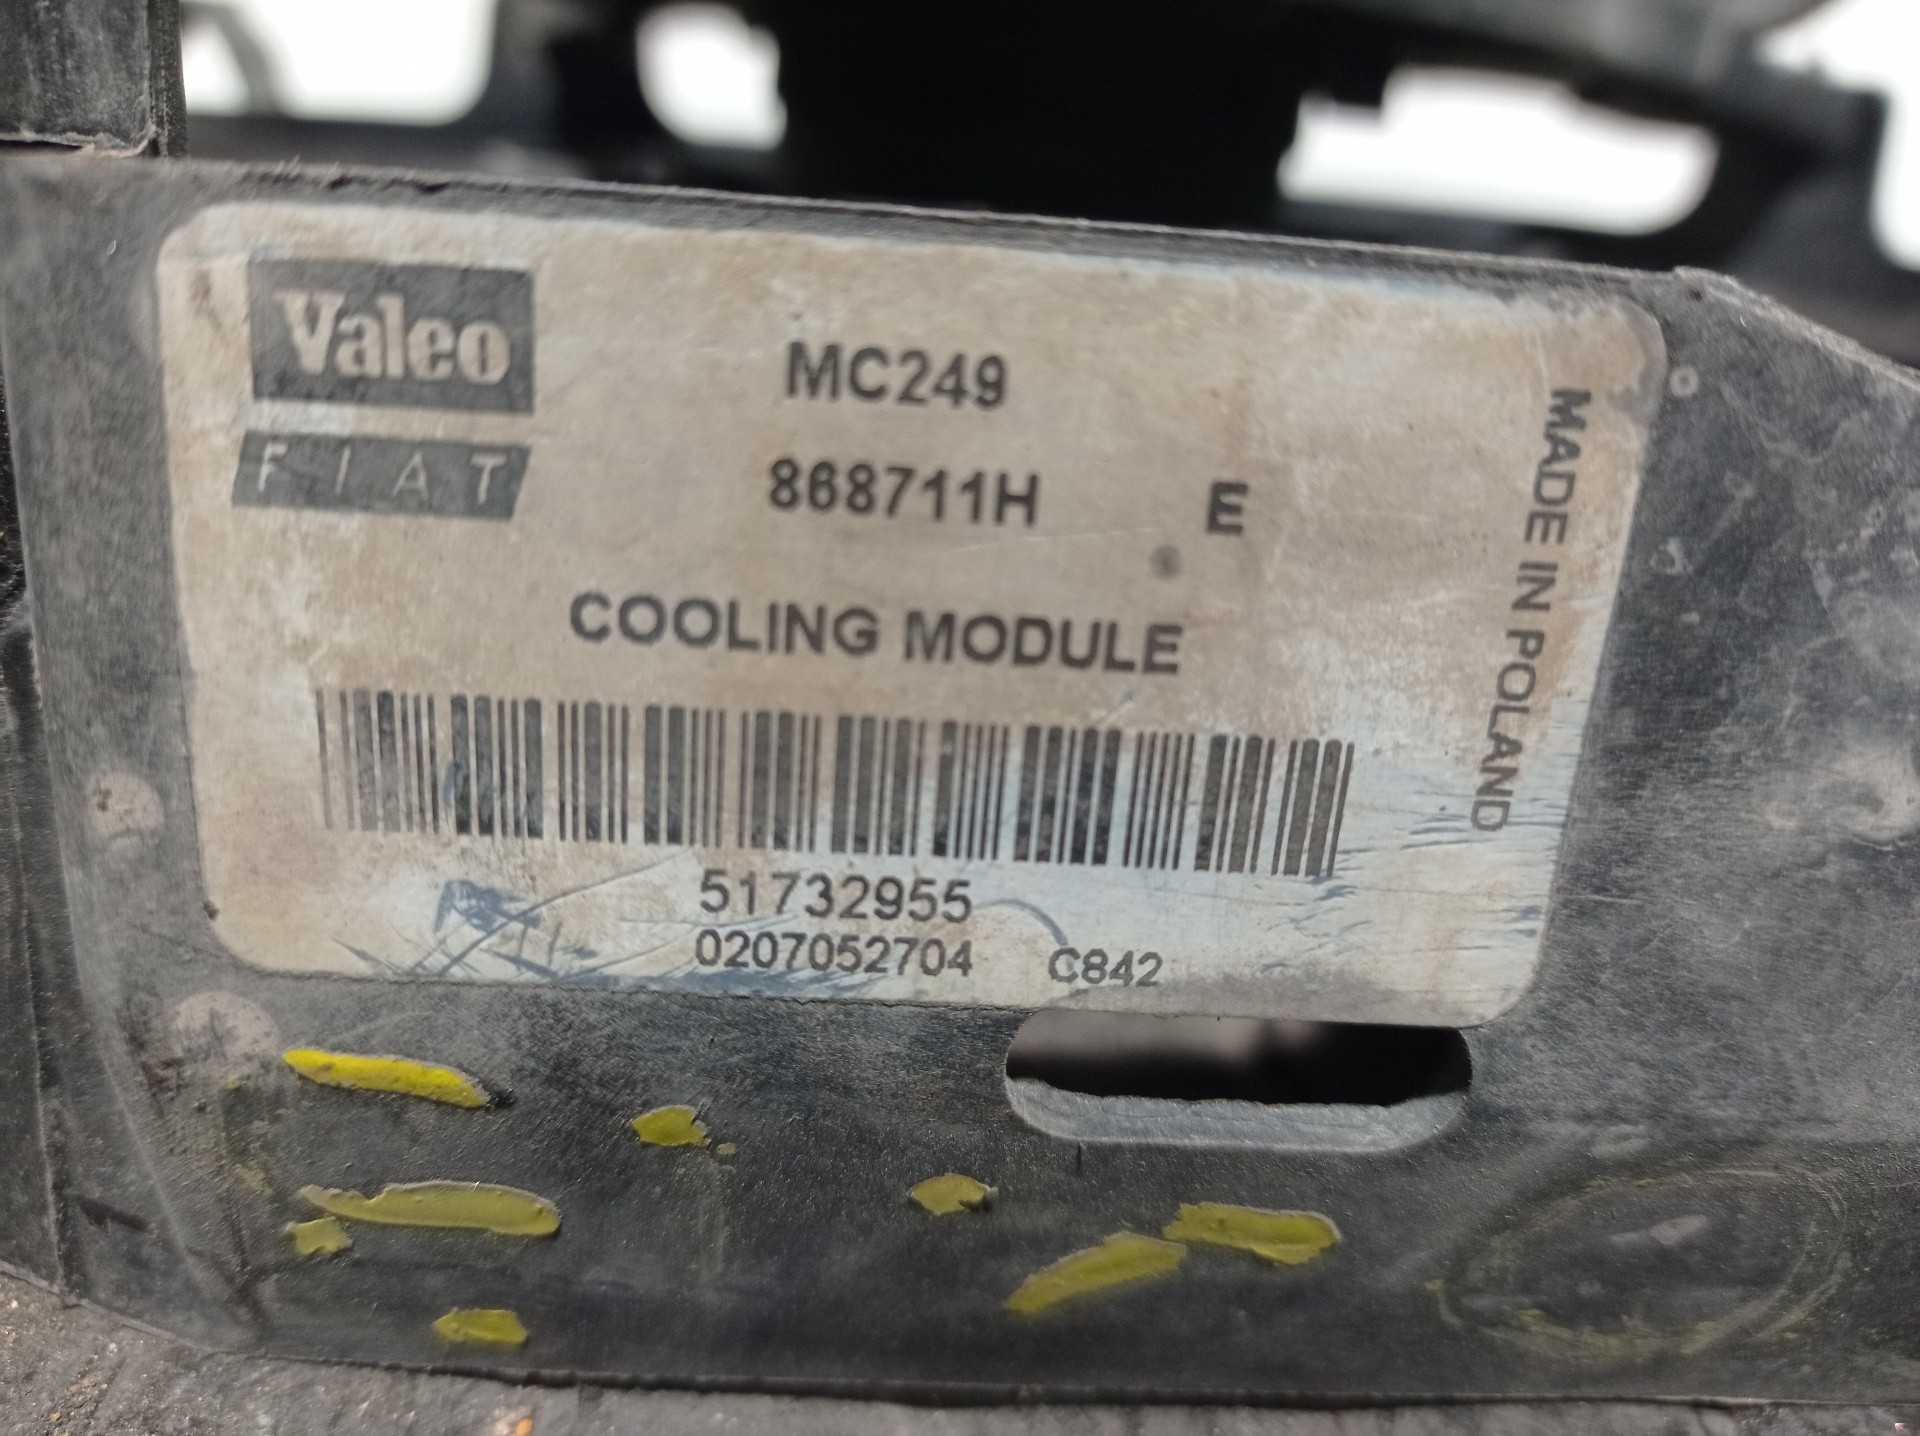 Valeo
FIAT
MC249
868711H E
COOLING MODULE
51732955
0207052704 C842
MADE IN POLAND